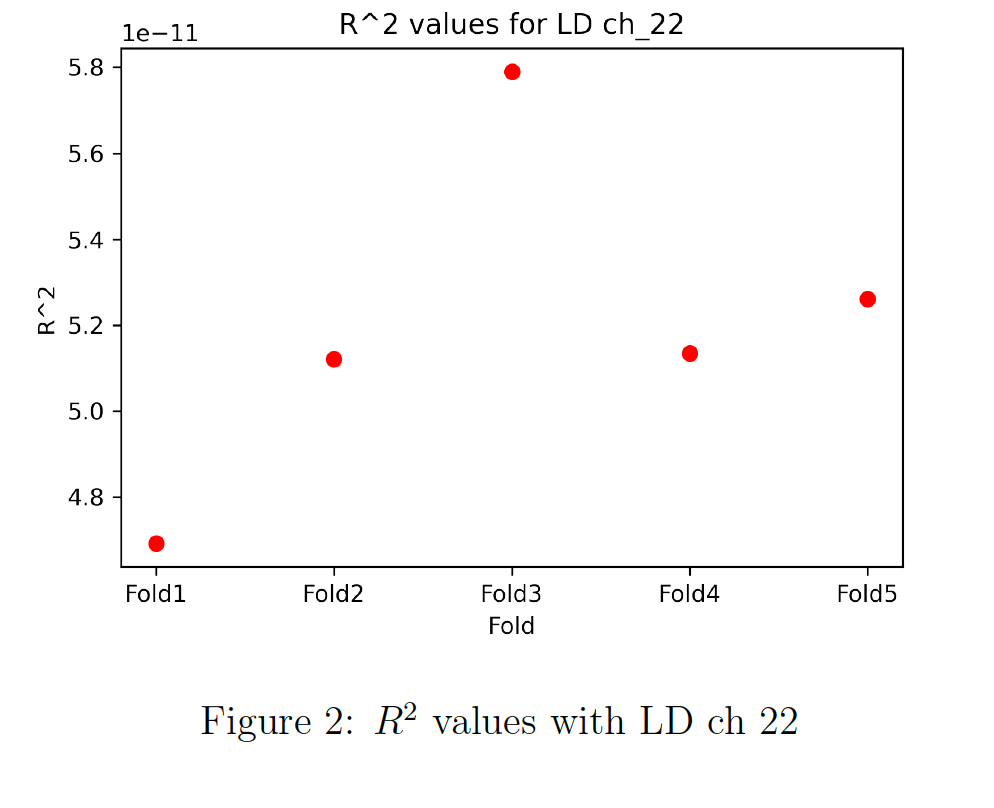 R^2 values for LD ch_22
1e−11
5.8
5.6
5.4
5.2
5.0
4.8
R^2
Fold1 Fold2 Fold3 Fold4 Fold5
Fold
Figure 2: R² values with LD ch 22